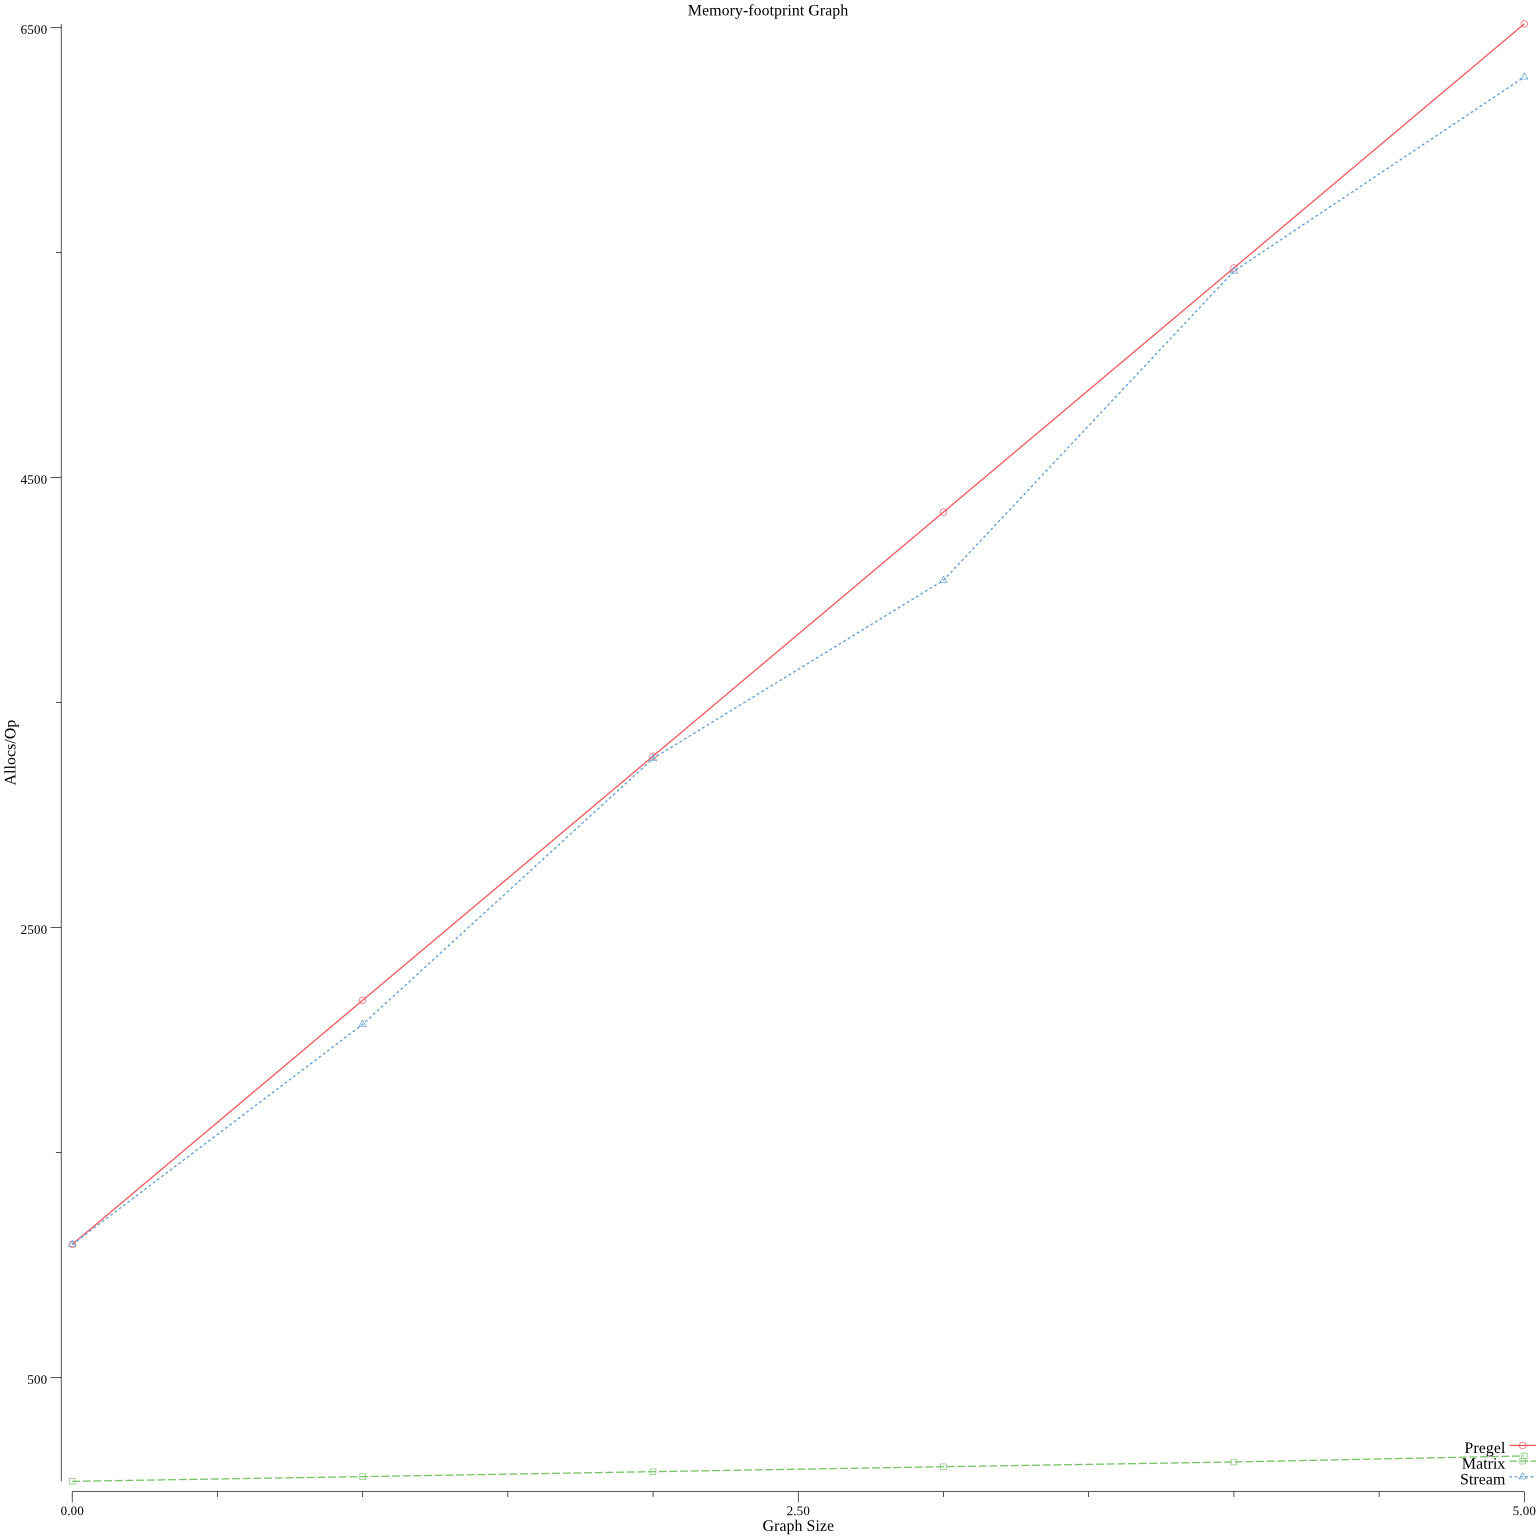 Memory-footprint Graph
6500
4500
2500
500
Allocs/Op
Pregel
Matrix
Stream
0.00
2.50
5.00
Graph Size